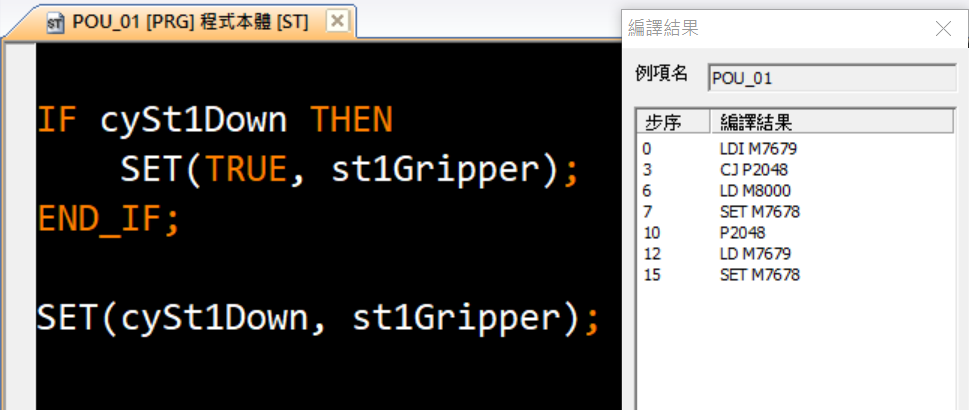 POU_01 [PRG] 程式本體 [ST]
IF cySt1Down THEN
SET(TRUE, st1Gripper);
END_IF;
SET(cySt1Down, st1Gripper);
編譯結果
例項名 POU_01
步序 編譯結果
0 LDI M7679
3 CJ P2048
6 LD M8000
7 SET M7678
10 P2048
12 LD M7679
15 SET M7678